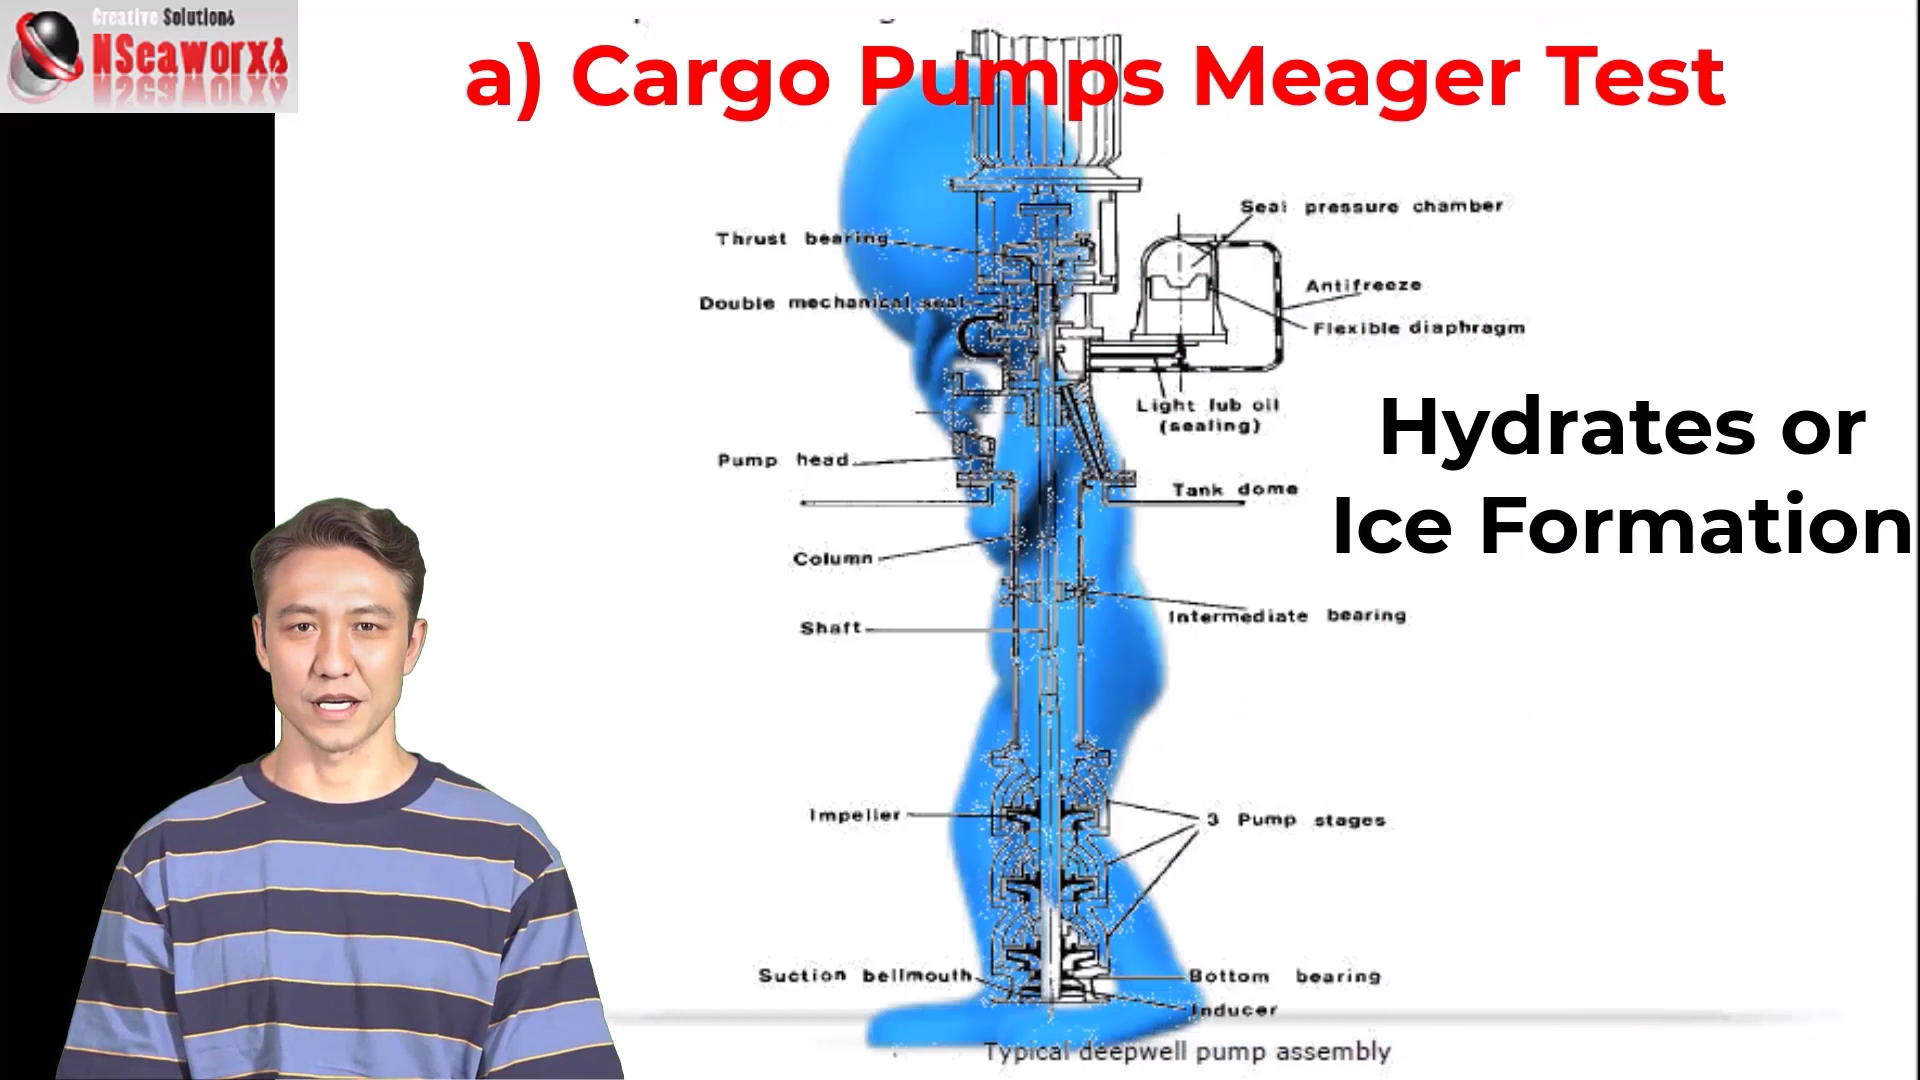 Creative Solutions
NSeaworxs
a) Cargo Pumps Meager Test
Seal pressure chamber
Thrust bearing
Antifreeze
Double mechanical seal
Flexible diaphragm
Light lub oil
(sealing)
Hydrates or
Ice Formation
Pump head
Tank dome
Column
Intermediate bearing
Shaft
Impeller
3 Pump stages
Suction bellmouth
Bottom bearing
Inducer
Typical deepwell pump assembly